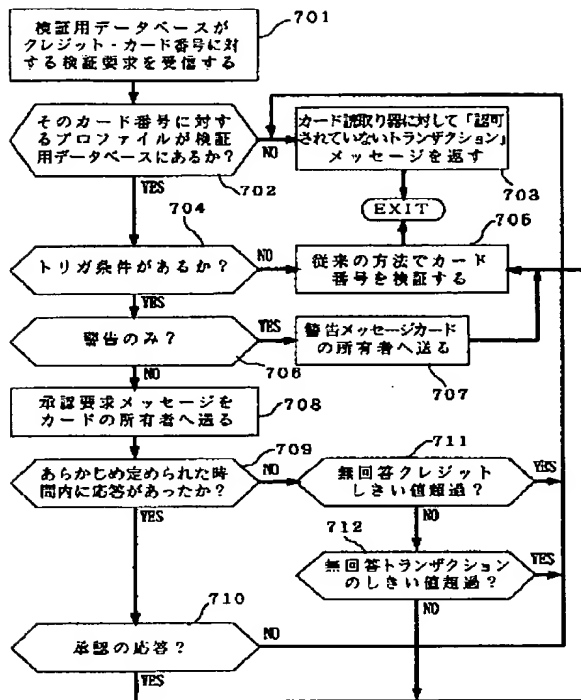 検証用データベースが
クレジット・カード番号に対
する検証要求を受信する
701
そのカード番号に対す
るプロファイルが検証
用データベースにあるか?
NO
702
YES
カード読取り器に対して「認可
されていないトランザクション」
メッセージを返す
703
EXIT
704
トリガ条件があるか?
NO
YES
705
従来の方法でカード
番号を検証する
警告のみ?
YES
706
NO
警告メッセージカード
の所有者へ送る
707
承認要求メッセージを
カードの所有者へ送る
708
709
あらかじめ定められた時
間内に応答があったか?
NO
YES
711
無回答クレジット
しきい値超過?
YES
NO
712
無回答トランザクション
のしきい値超過?
YES
NO
710
承認の応答?
NO
YES